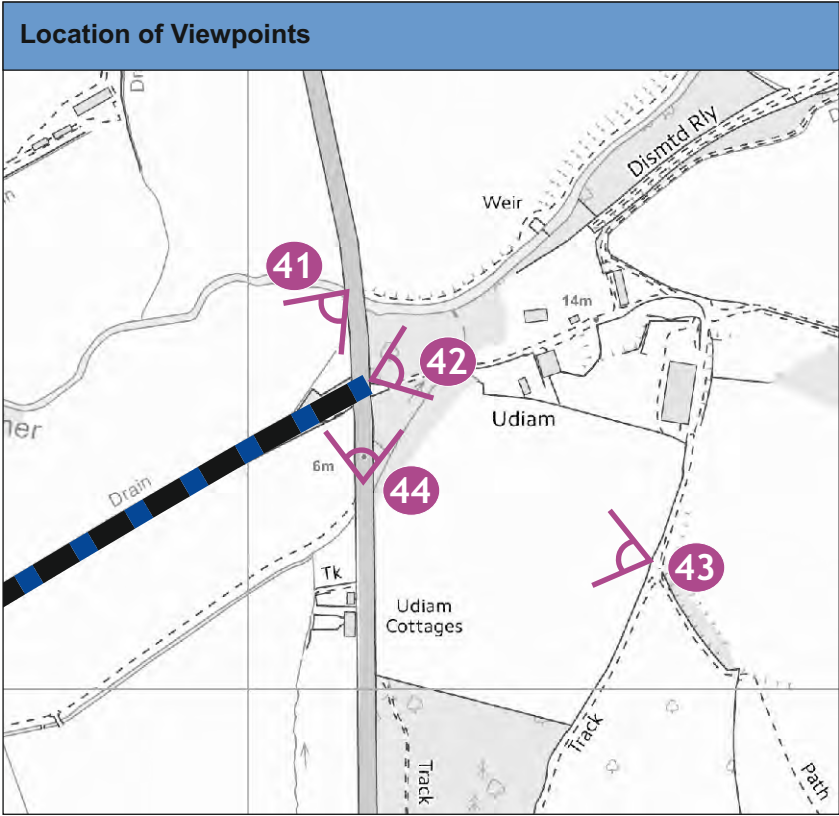 Location of Viewpoints
Dismtd Rly
Weir
41
14m
42
Udiam
ner
6m
44
Drain
43
Tk
Udiam
Cottages
Track
Track
Path